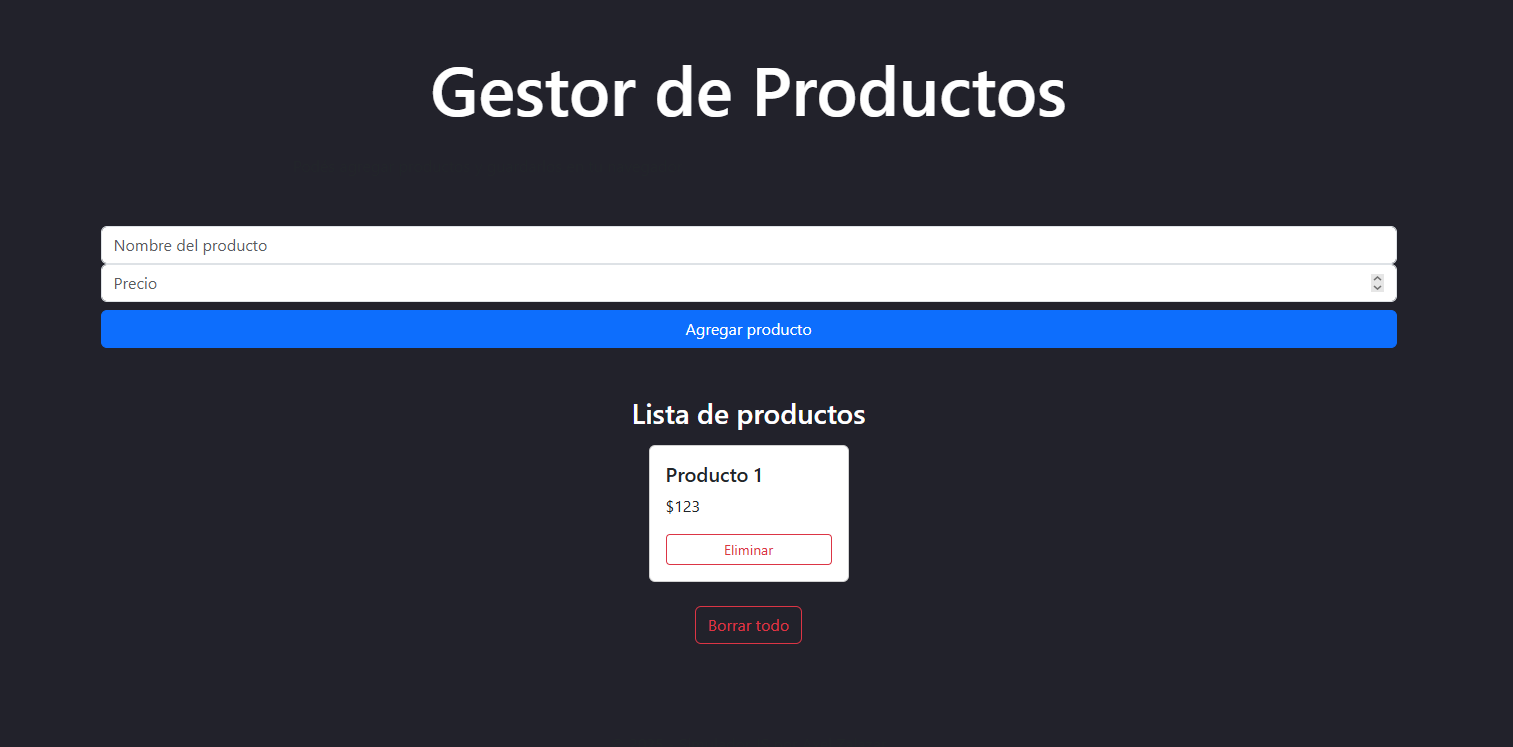 Gestor de Productos
Nombre del producto
Precio
Agregar producto
Lista de productos
Producto 1
$123
Eliminar
Borrar todo